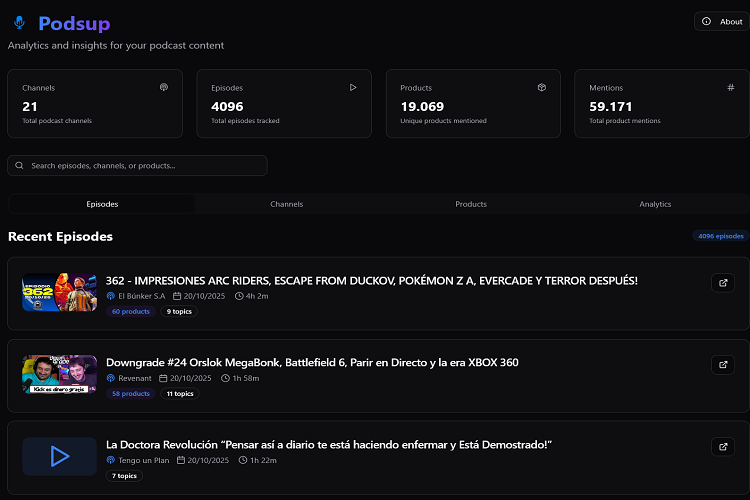 Podsup
About
Analytics and insights for your podcast content
Channels
21
Total podcast channels
Episodes
4096
Total episodes tracked
Products
19.069
Unique products mentioned
Mentions
59.171
Total product mentions
Search episodes, channels, or products...
Episodes
Channels
Products
Analytics
Recent Episodes
4096 episodes
EPISODIO
362
362 - IMPRESIONES ARC RIDERS, ESCAPE FROM DUCKOV, POKÉMON Z A, EVERCADE Y TERROR DESPUÉS!
El Búnker S.A 20/10/2025 4h 2m
60 products 9 topics
Kick es dinero gratis
Downgrade #24 Orslok MegaBonk, Battlefield 6, Parir en Directo y la era XBOX 360
Revenant 20/10/2025 1h 58m
58 products 11 topics
La Doctora Revolución “Pensar así a diario te está haciendo enfermar y Está Demostrado!”
Tengo un Plan 20/10/2025 1h 22m
7 topics